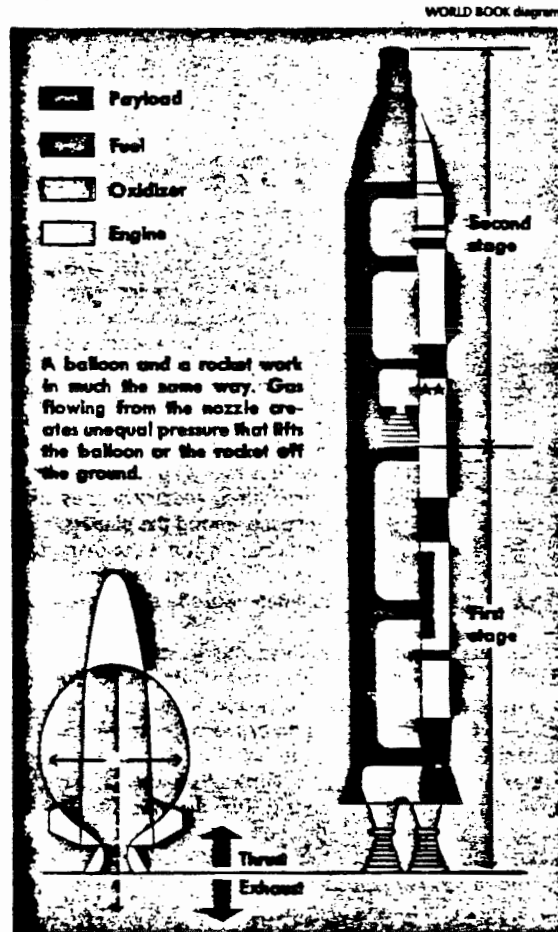 WORLD BOOK diagram
Payload
Fuel
Oxidizer
Engine
A balloon and a rocket work
in much the same way. Gas
flowing from the nozzle cre-
ates unequal pressure that lifts
the balloon or the rocket off
the ground.
Second
stage
First
stage
Thrust
Exhaust